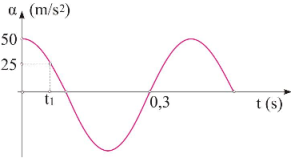 α (m/s²)
50
25
t₁
0,3
t (s)